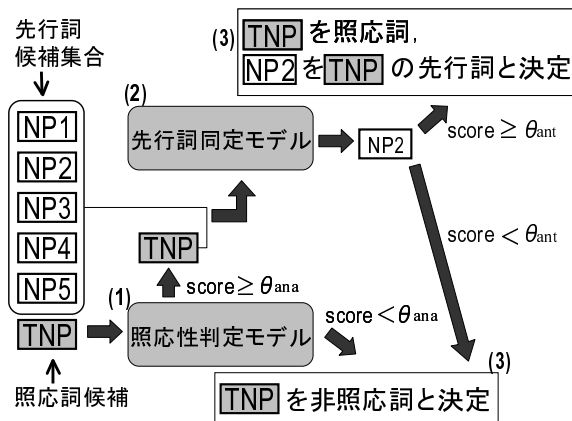 先行詞
候補集合
(3) TNP を照応詞,
NP2 を TNP の先行詞と決定
(2)
NP1
NP2
NP3
NP4
NP5
先行詞同定モデル
NP2
score ≥ θant
TNP
score < θant
score ≥ θana
(1)
TNP
照応性判定モデル
score < θana
照応詞候補
(3)
TNP を非照応詞と決定